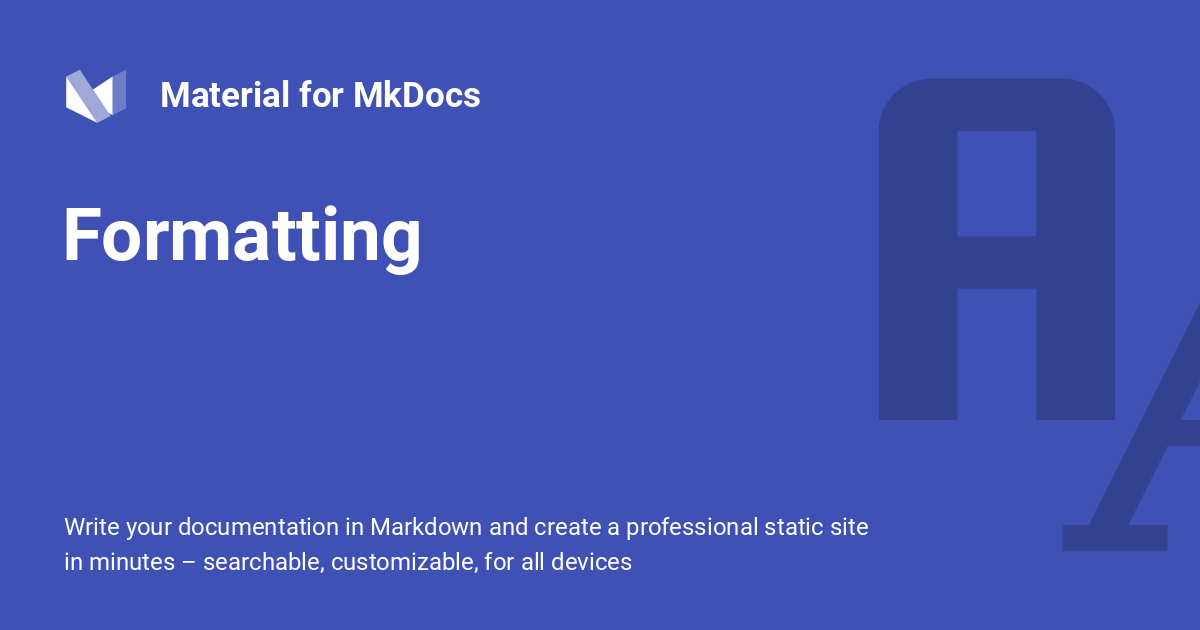 Material for MkDocs
Formatting
Write your documentation in Markdown and create a professional static site
in minutes – searchable, customizable, for all devices